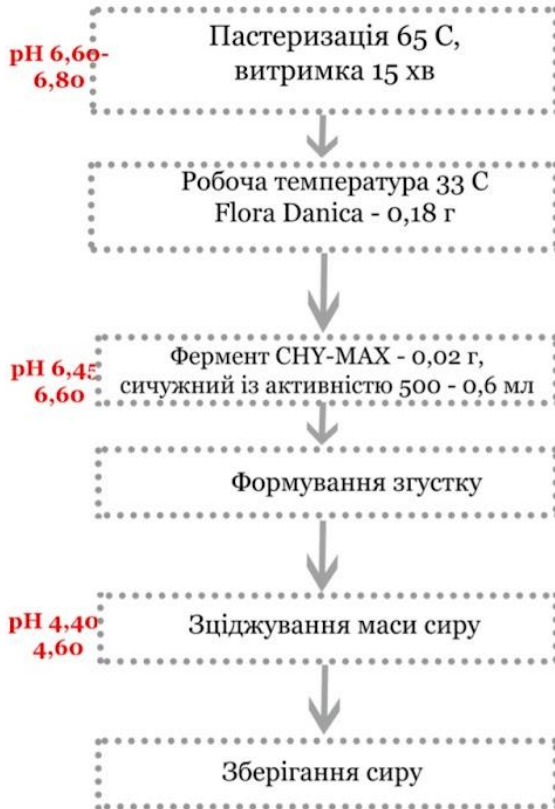 pH 6,60-
6,80
Пастеризація 65 С,
витримка 15 хв
Робоча температура 33 С
Flora Danica - 0,18 г
pH 6,45
6,60
Фермент CHY-MAX - 0,02 г,
сичужний із активністю 500 - 0,6 мл
Формування згустку
pH 4,40
4,60
Зціджування маси сиру
Зберігання сиру